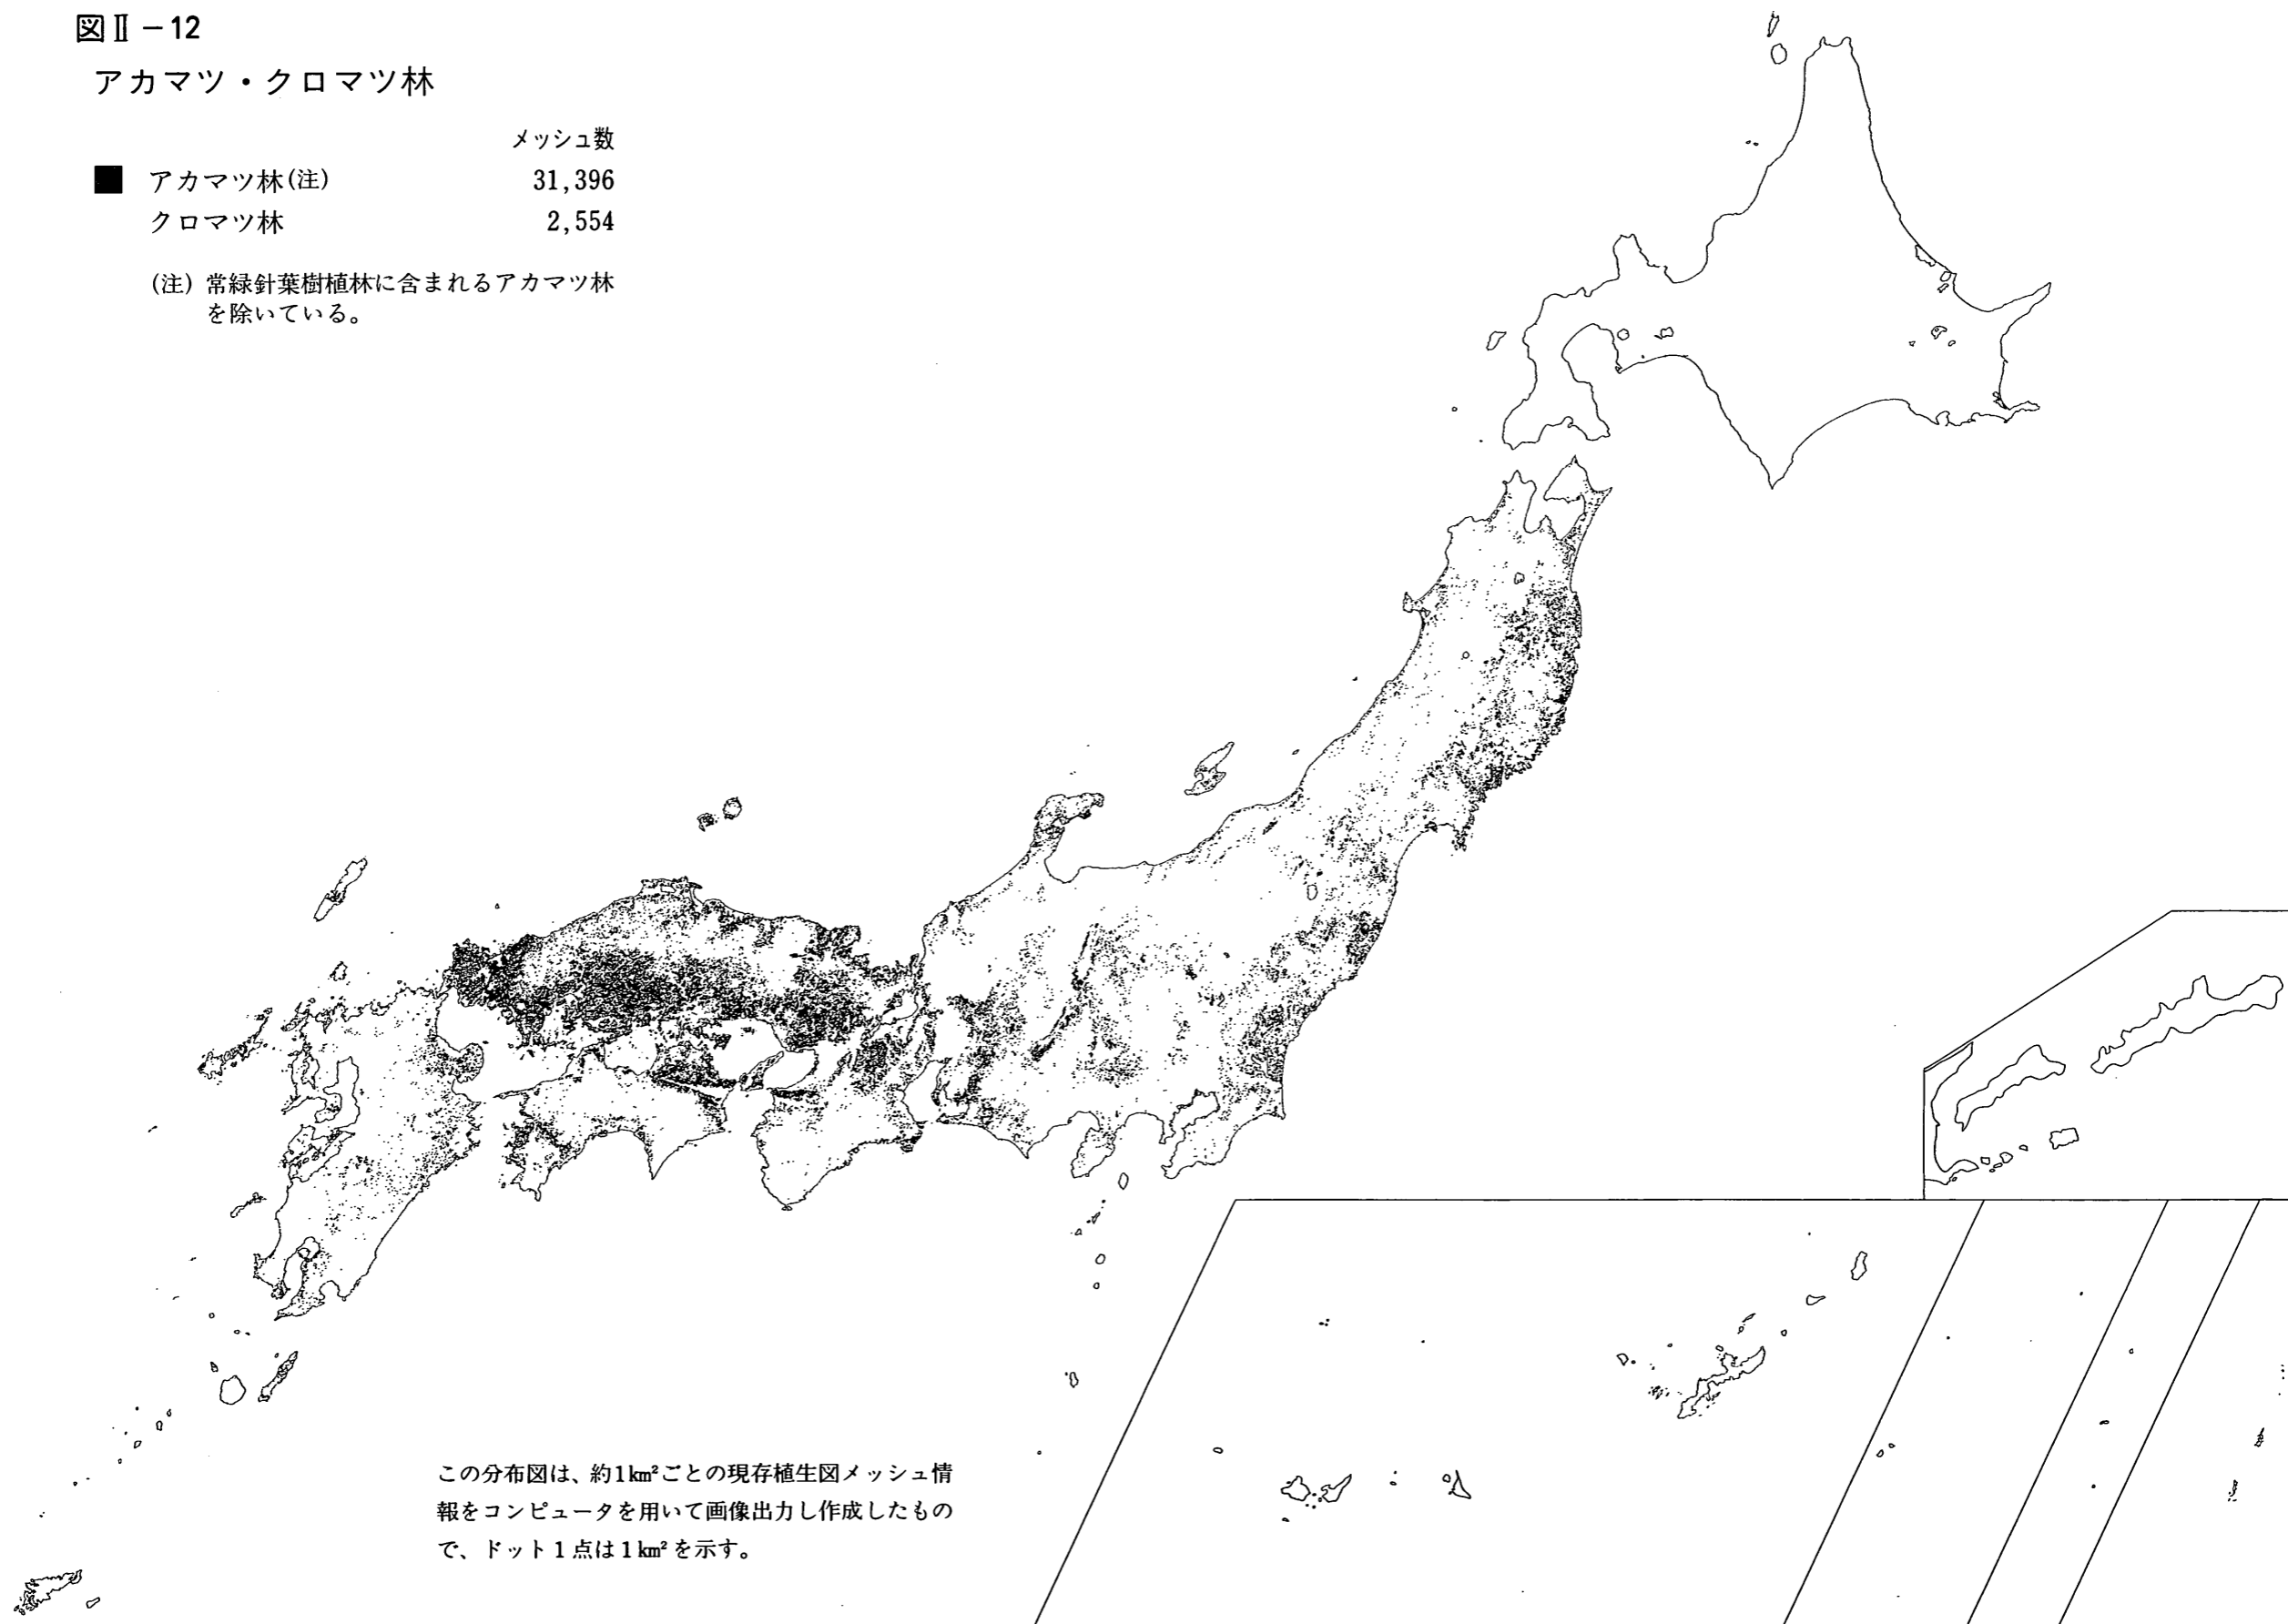 図Ⅱ－12
アカマツ・クロマツ林
メッシュ数
アカマツ林(注) 31,396
クロマツ林 2,554
(注) 常緑針葉樹植林に含まれるアカマツ林
を除いている。
この分布図は、約1km²ごとの現存植生図メッシュ情
報をコンピュータを用いて画像出力し作成したもの
で、ドット1点は1km²を示す。